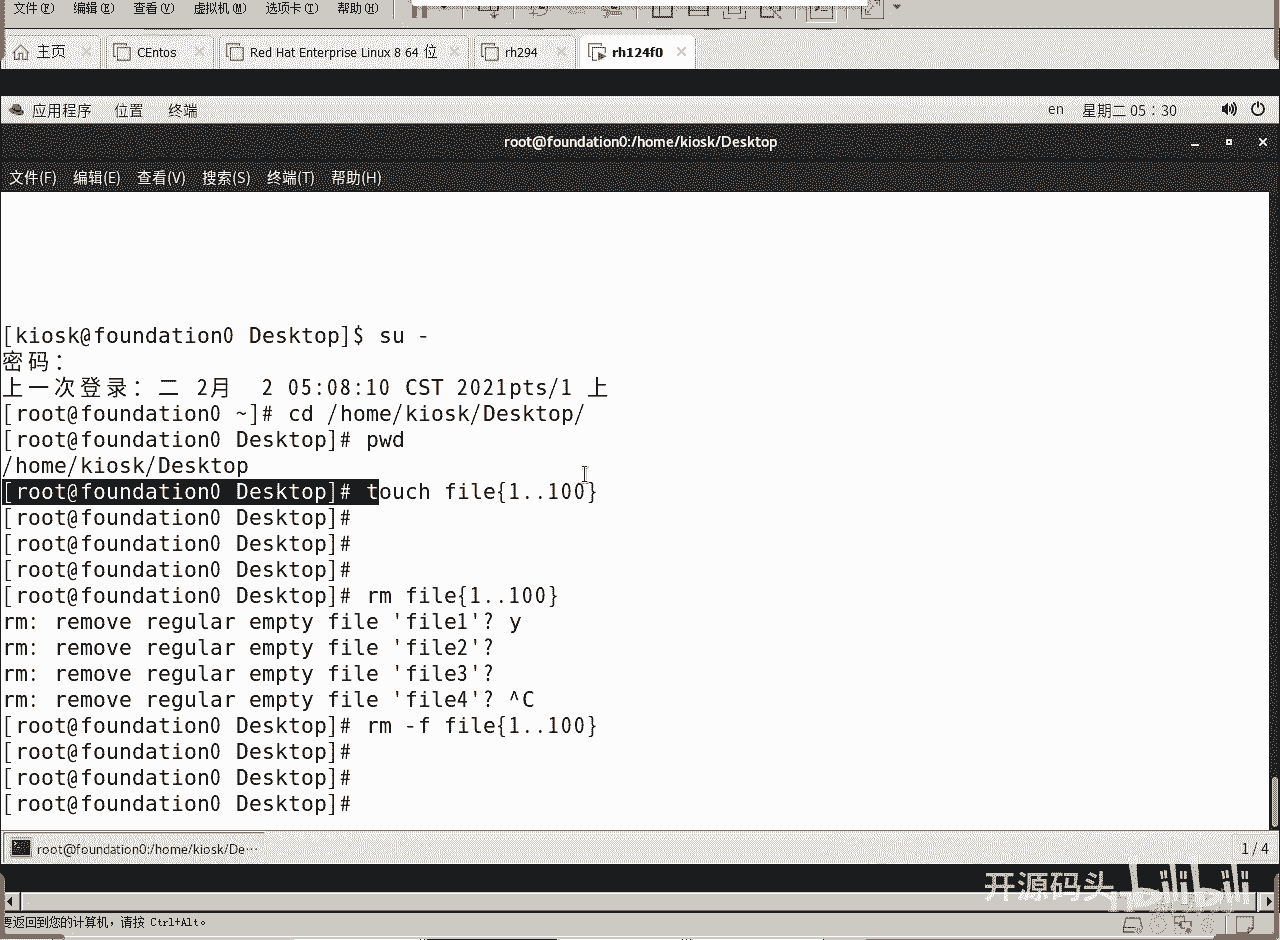 文件(F) 编辑(E) 查看(V) 虚拟机(M) 选项卡(T) 帮助(H)
主页 CEntos Red Hat Enterprise Linux 8 64 位 rh294 rh124f0
应用程序 位置 终端 en 星期二 05：30
root@foundation0:/home/kiosk/Desktop
文件(F) 编辑(E) 查看(V) 搜索(S) 终端(T) 帮助(H)
[kiosk@foundation0 Desktop]$ su -
密码：
上一次登录：二 2月  2 05:08:10 CST 2021pts/1 上
[root@foundation0 ~]# cd /home/kiosk/Desktop/
[root@foundation0 Desktop]# pwd
/home/kiosk/Desktop
[root@foundation0 Desktop]# touch file{1..100}
[root@foundation0 Desktop]#
[root@foundation0 Desktop]#
[root@foundation0 Desktop]#
[root@foundation0 Desktop]# rm file{1..100}
rm: remove regular empty file 'file1'? y
rm: remove regular empty file 'file2'?
rm: remove regular empty file 'file3'?
rm: remove regular empty file 'file4'? ^C
[root@foundation0 Desktop]# rm -f file{1..100}
[root@foundation0 Desktop]#
[root@foundation0 Desktop]#
[root@foundation0 Desktop]#
root@foundation0:/home/kiosk/De…
1 / 4
开源码头 bilibili
要返回到您的计算机，请按 Ctrl+Alt。